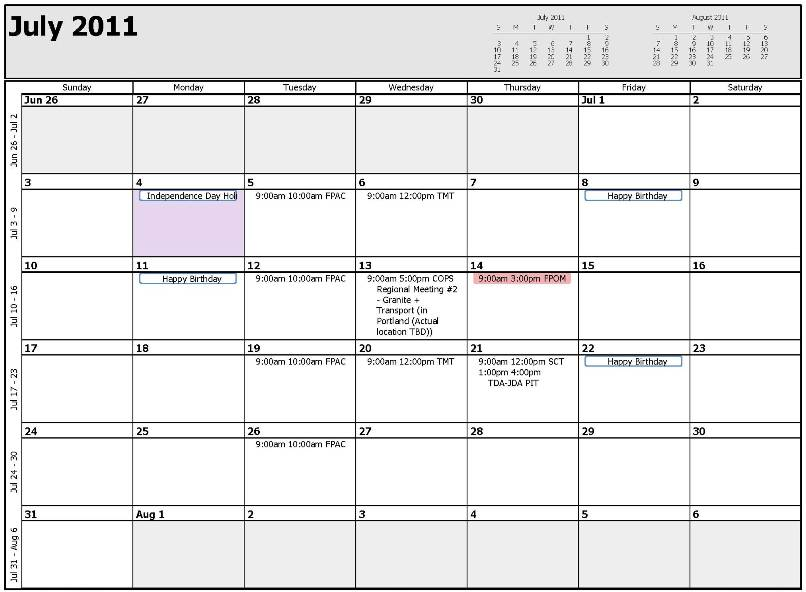 July 2011
July 2011
S M T W T F S
1 2
3 4 5 6 7 8 9
10 11 12 13 14 15 16
17 18 19 20 21 22 23
24 25 26 27 28 29 30
31
August 2011
S M T W T F S
1 2 3 4 5 6
7 8 9 10 11 12 13
14 15 16 17 18 19 20
21 22 23 24 25 26 27
28 29 30 31
Sunday Monday Tuesday Wednesday Thursday Friday Saturday
Jun 26 - Jul 2
Jun 26 27 28 29 30 Jul 1 2
Jul 3 - 9
3 4 5 6 7 8 9
Independence Day Holi
9:00am 10:00am FPAC
9:00am 12:00pm TMT
Happy Birthday
Jul 10 - 16
10 11 12 13 14 15 16
Happy Birthday
9:00am 10:00am FPAC
9:00am 5:00pm COPS
Regional Meeting #2
- Granite +
Transport (in
Portland (Actual
location TBD))
9:00am 3:00pm FPOM
Jul 17 - 23
17 18 19 20 21 22 23
9:00am 10:00am FPAC
9:00am 12:00pm TMT
9:00am 12:00pm SCT
1:00pm 4:00pm
TDA-JDA PIT
Happy Birthday
Jul 24 - 30
24 25 26 27 28 29 30
9:00am 10:00am FPAC
Jul 31 - Aug 6
31 Aug 1 2 3 4 5 6